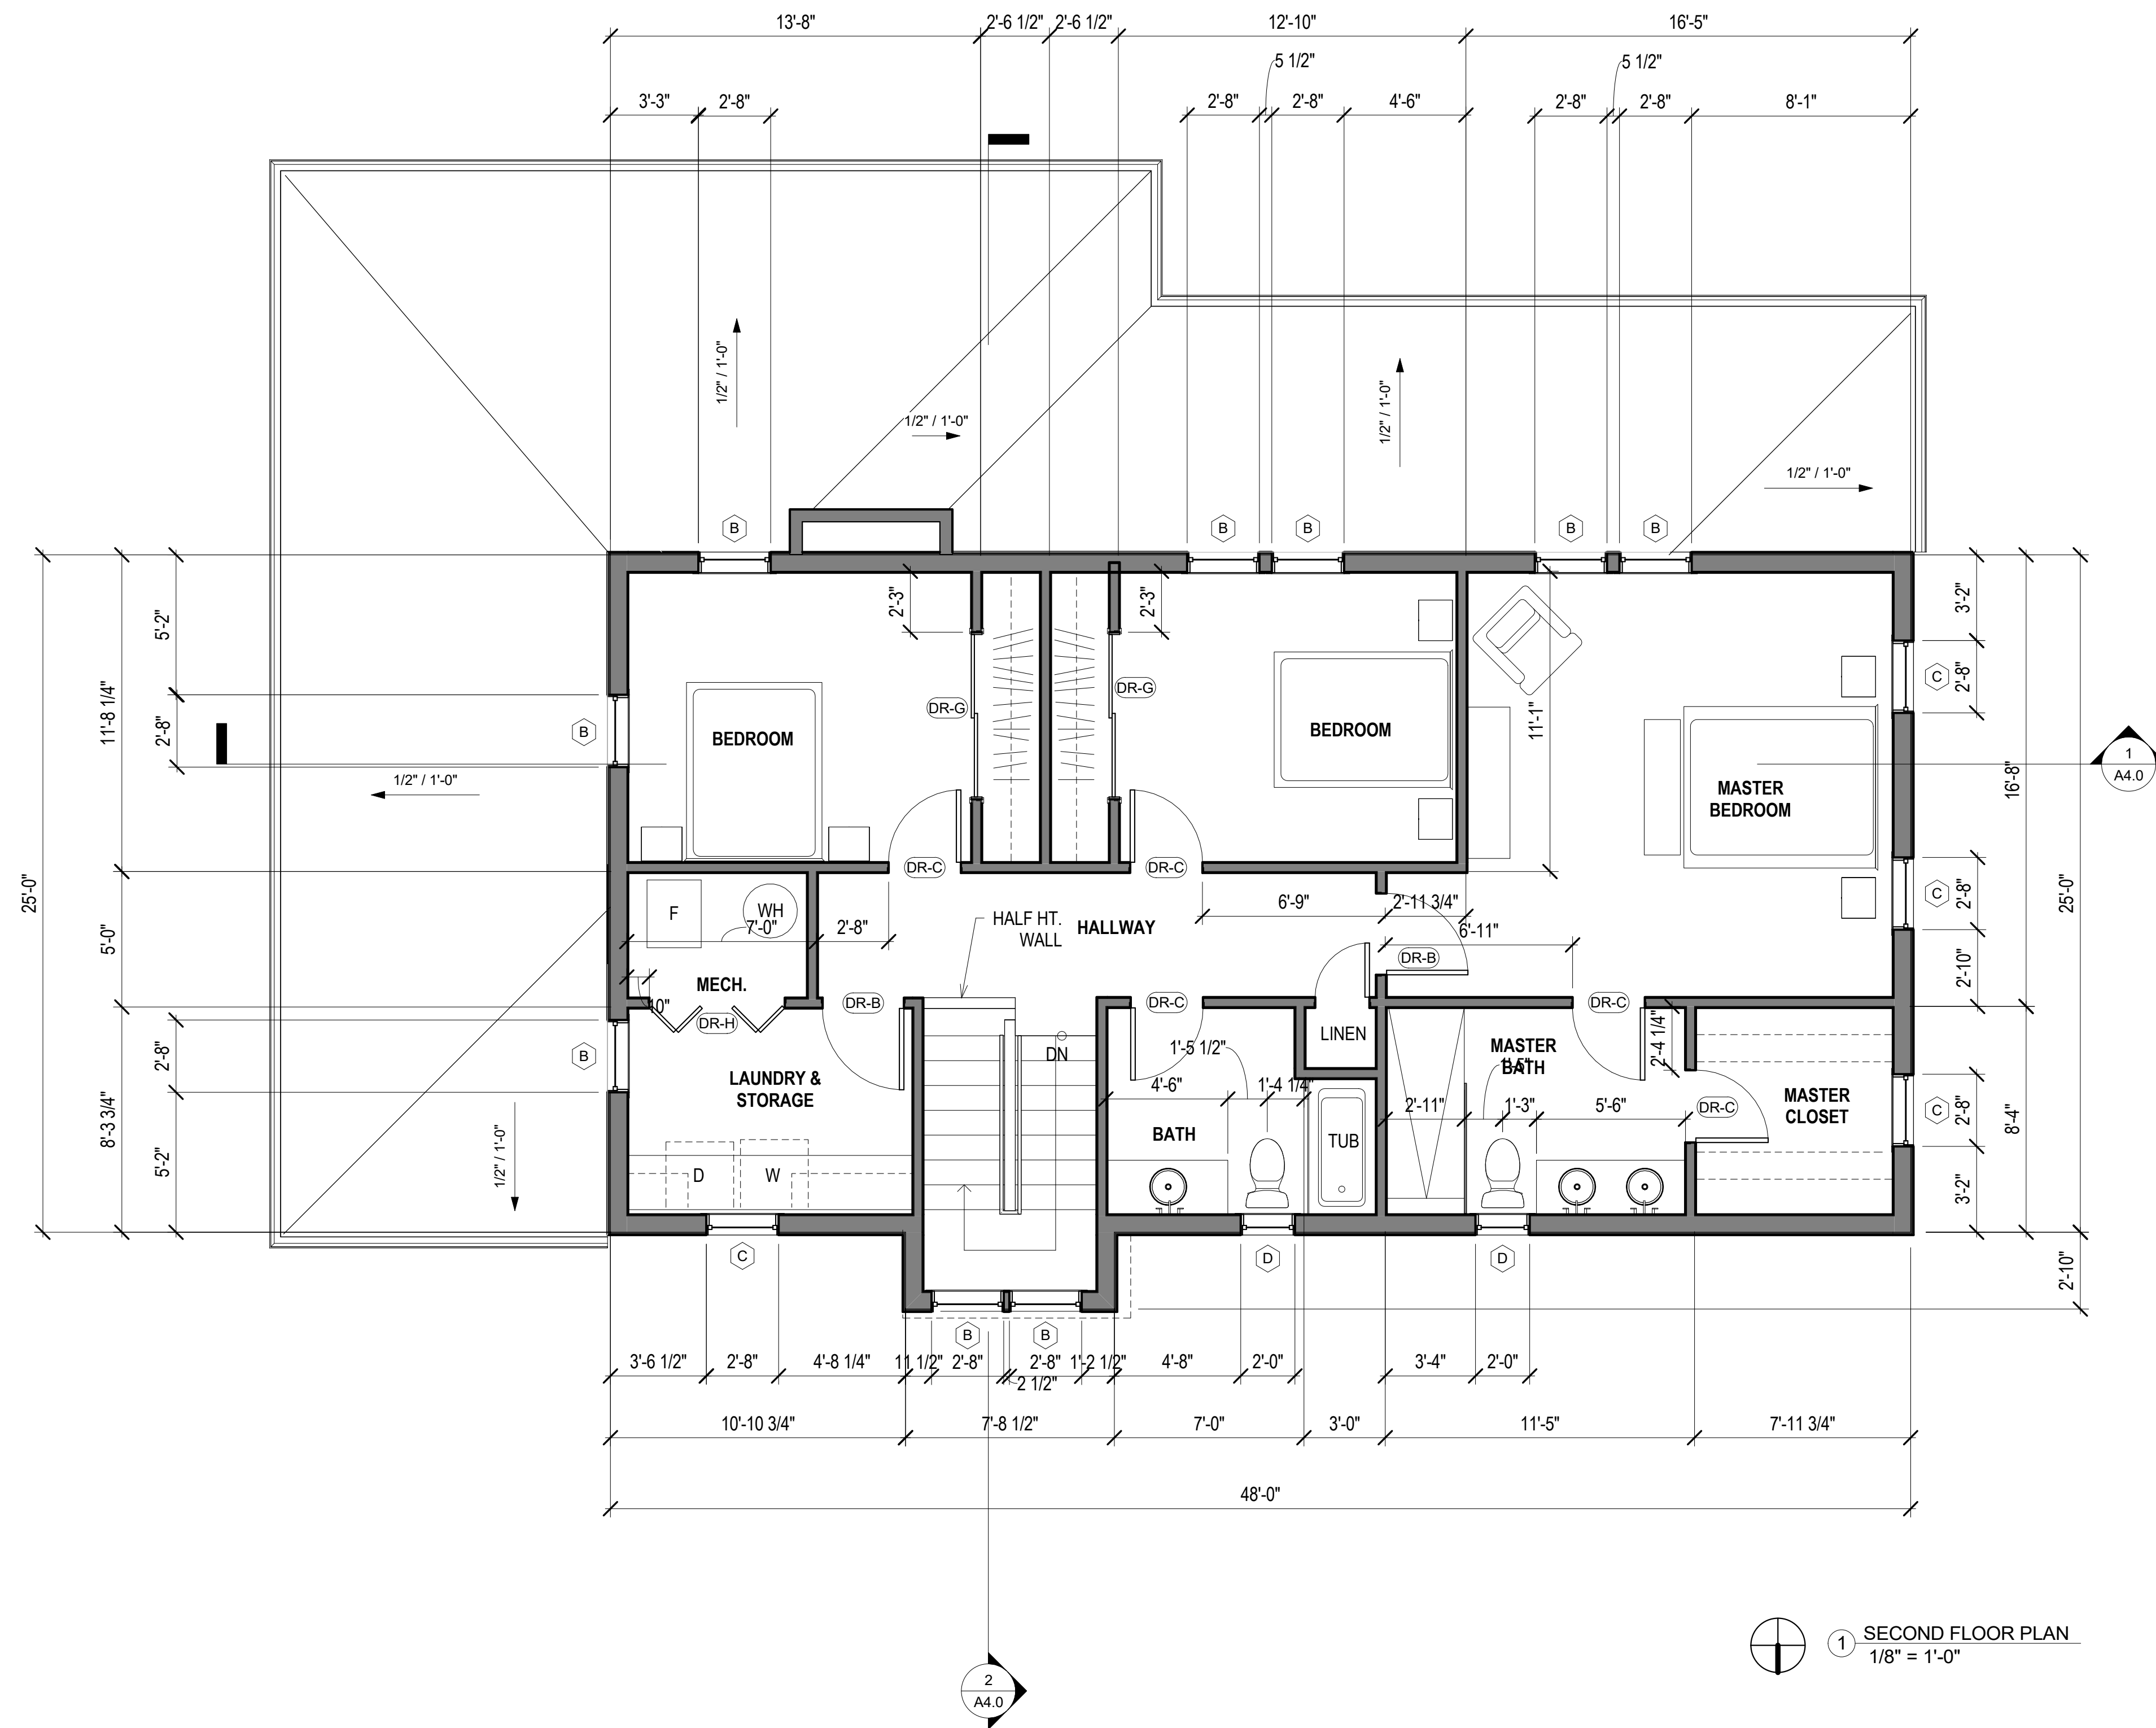 13'-8"
2'-6 1/2"
2'-6 1/2"
12'-10"
16'-5"
5 1/2"
5 1/2"
3'-3"
2'-8"
2'-8"
2'-8"
4'-6"
2'-8"
2'-8"
8'-1"
1/2" / 1'-0"
1/2" / 1'-0"
1/2" / 1'-0"
1/2" / 1'-0"
B
B
B
B
B
25'-0"
11'-8 1/4"
5'-0"
8'-3 3/4"
5'-2"
2'-8"
2'-8"
5'-2"
1/2" / 1'-0"
1/2" / 1'-0"
B
B
2'-3"
2'-3"
DR-G
DR-G
BEDROOM
BEDROOM
11'-1"
MASTER
BEDROOM
DR-C
DR-C
F
WH
7'-0"
2'-8"
HALF HT.
WALL
HALLWAY
6'-9"
2'-11 3/4"
6'-11"
MECH.
10"
DR-H
DR-B
DR-C
DR-B
DR-C
LINEN
DN
LAUNDRY &
STORAGE
D
W
1'-5 1/2"
4'-6"
1'-4 1/4"
BATH
TUB
MASTER
BATH
1'-5"
2'-4 1/4"
2'-11"
1'-3"
5'-6"
DR-C
MASTER
CLOSET
C
C
C
3'-2"
2'-8"
2'-8"
2'-10"
2'-8"
3'-2"
16'-8"
8'-4"
25'-0"
2'-10"
1
A4.0
C
B
B
D
D
3'-6 1/2"
2'-8"
4'-8 1/4"
11 1/2"
2'-8"
2'-8"
1'-2 1/2"
2 1/2"
4'-8"
2'-0"
3'-4"
2'-0"
10'-10 3/4"
7'-8 1/2"
7'-0"
3'-0"
11'-5"
7'-11 3/4"
48'-0"
2
A4.0
1
SECOND FLOOR PLAN
1/8" = 1'-0"